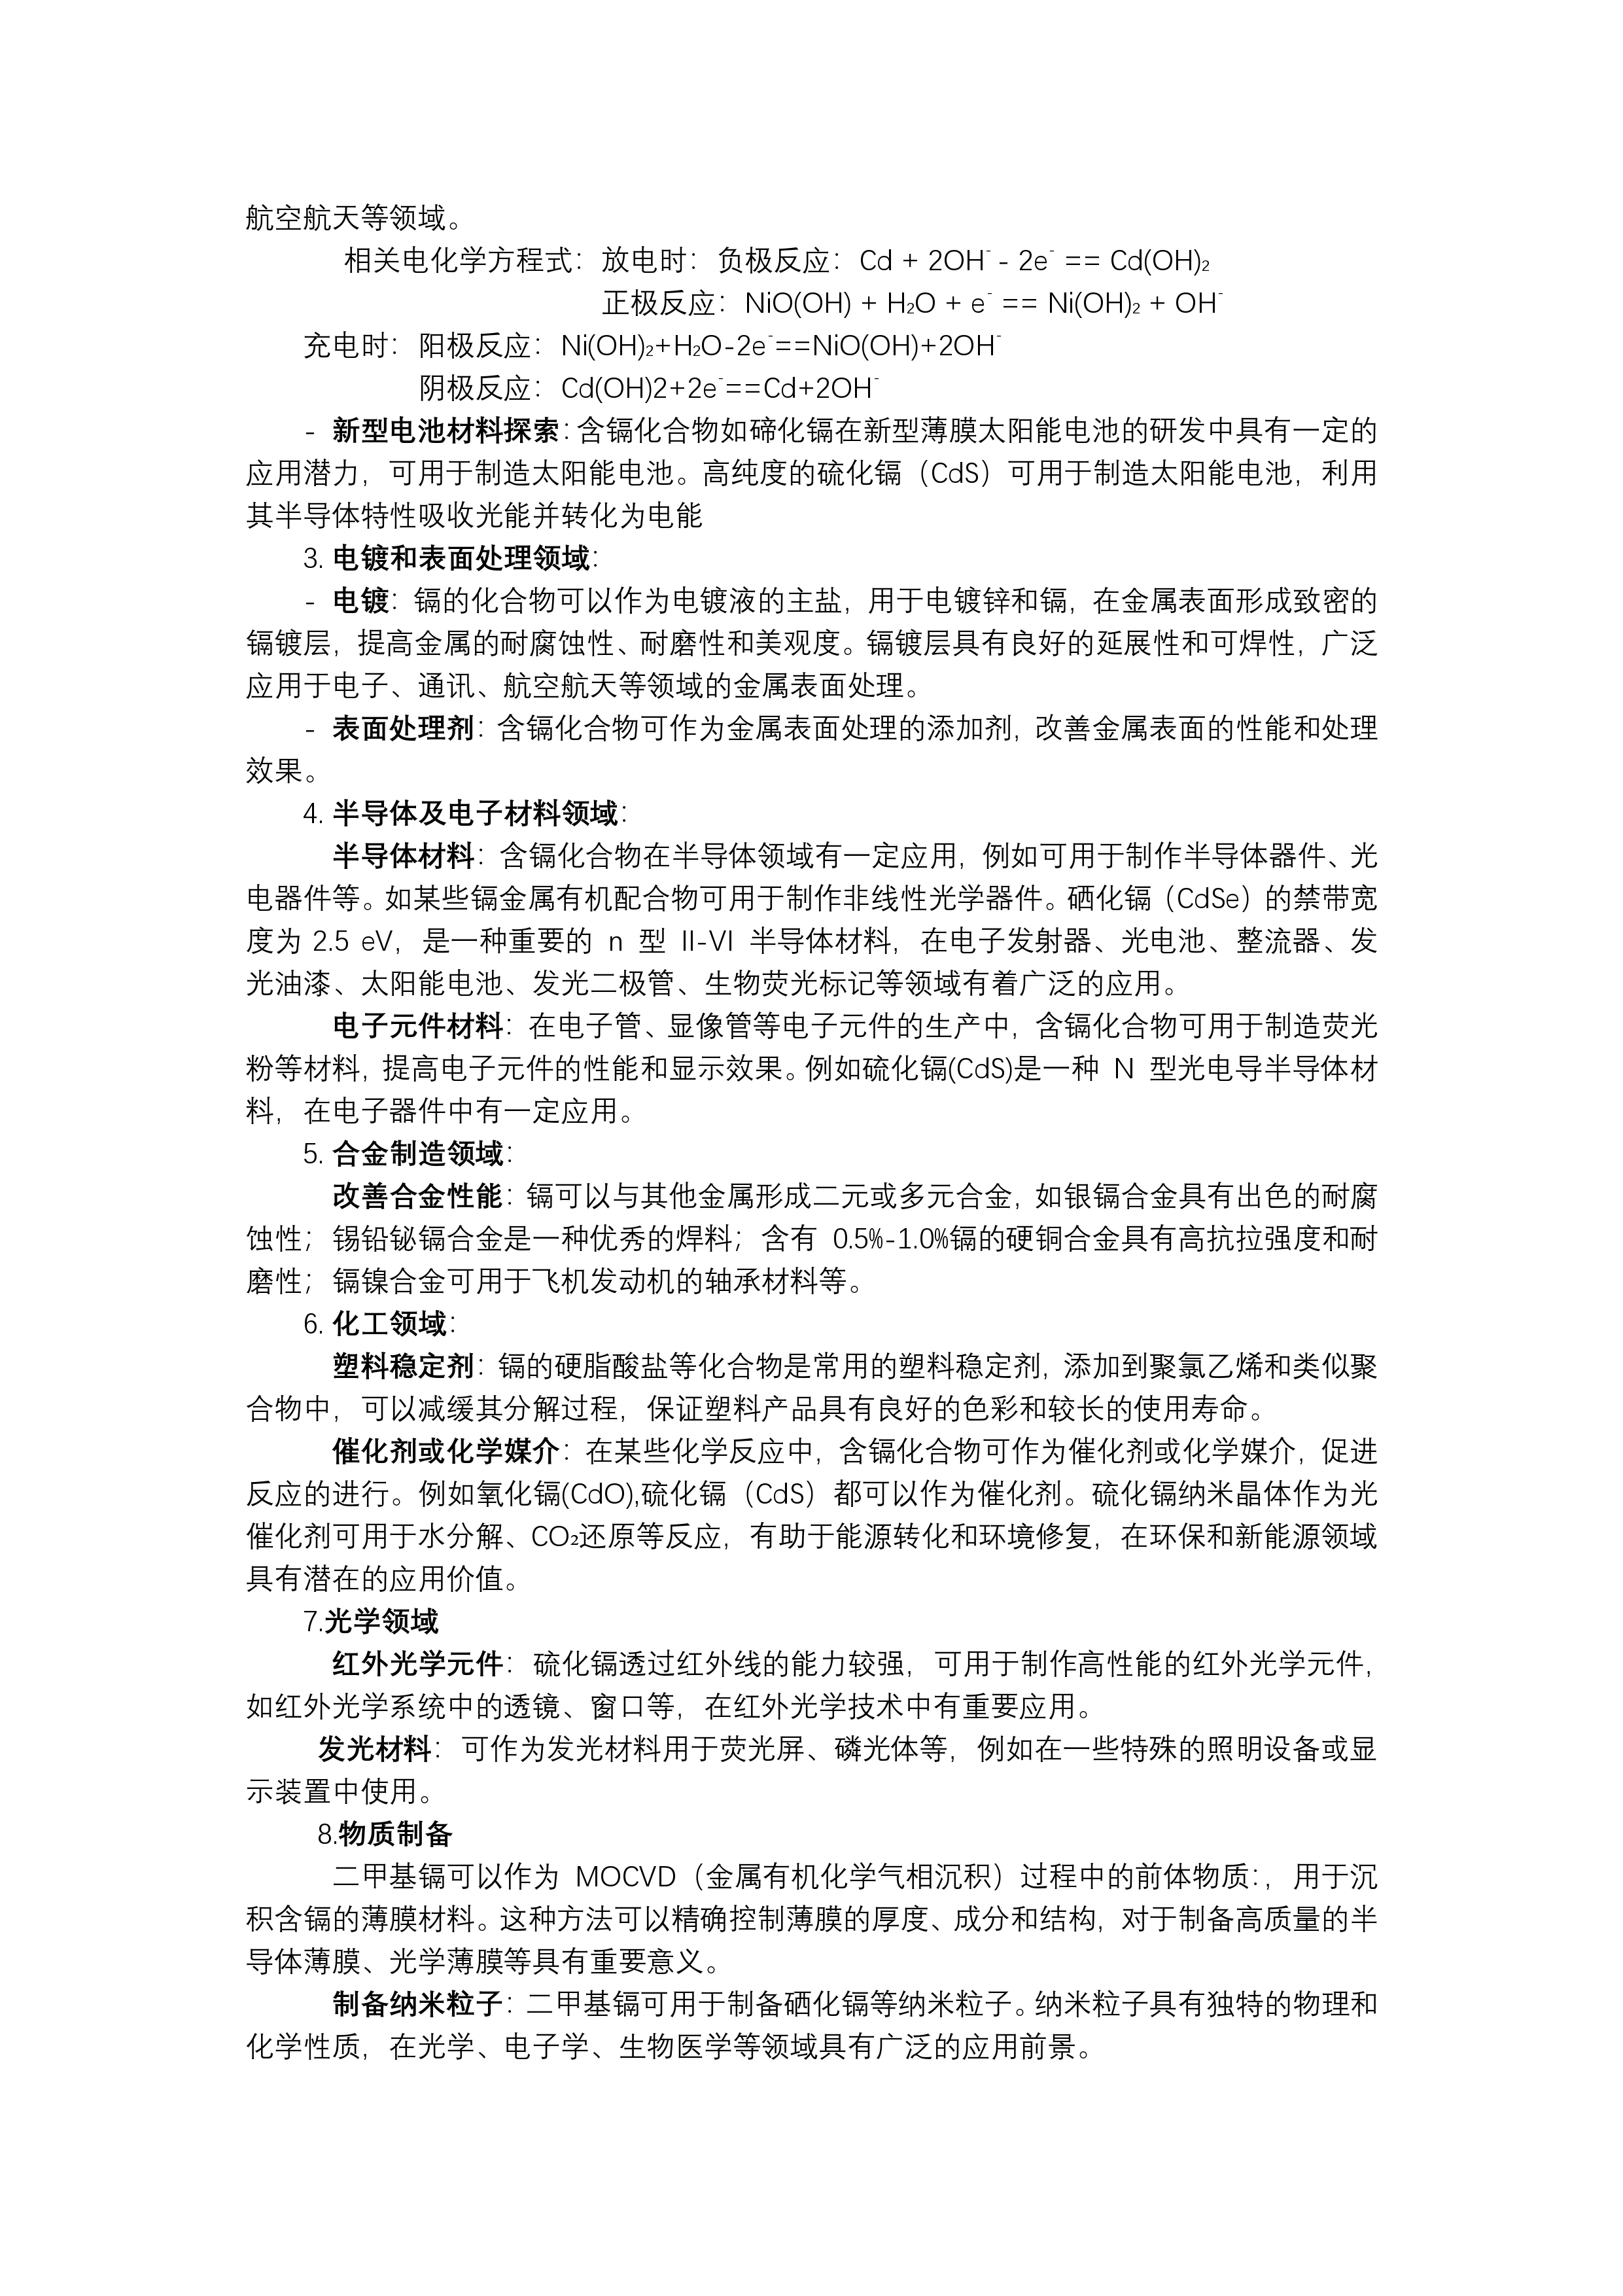 航空航天等领域。
相关电化学方程式：放电时：负极反应：Cd + 2OH⁻ - 2e⁻ == Cd(OH)₂
正极反应：NiO(OH) + H₂O + e⁻ == Ni(OH)₂ + OH⁻
充电时：阳极反应：Ni(OH)₂+H₂O-2e⁻==NiO(OH)+2OH⁻
阴极反应：Cd(OH)2+2e⁻==Cd+2OH⁻
- 新型电池材料探索：含镉化合物如碲化镉在新型薄膜太阳能电池的研发中具有一定的
应用潜力，可用于制造太阳能电池。高纯度的硫化镉（CdS）可用于制造太阳能电池，利用
其半导体特性吸收光能并转化为电能
3. 电镀和表面处理领域：
- 电镀：镉的化合物可以作为电镀液的主盐，用于电镀锌和镉，在金属表面形成致密的
镉镀层，提高金属的耐腐蚀性、耐磨性和美观度。镉镀层具有良好的延展性和可焊性，广泛
应用于电子、通讯、航空航天等领域的金属表面处理。
- 表面处理剂：含镉化合物可作为金属表面处理的添加剂，改善金属表面的性能和处理
效果。
4. 半导体及电子材料领域：
半导体材料：含镉化合物在半导体领域有一定应用，例如可用于制作半导体器件、光
电器件等。如某些镉金属有机配合物可用于制作非线性光学器件。硒化镉（CdSe）的禁带宽
度为 2.5 eV，是一种重要的 n 型 II-VI 半导体材料，在电子发射器、光电池、整流器、发
光油漆、太阳能电池、发光二极管、生物荧光标记等领域有着广泛的应用。
电子元件材料：在电子管、显像管等电子元件的生产中，含镉化合物可用于制造荧光
粉等材料，提高电子元件的性能和显示效果。例如硫化镉(CdS)是一种 N 型光电导半导体材
料，在电子器件中有一定应用。
5. 合金制造领域：
改善合金性能：镉可以与其他金属形成二元或多元合金，如银镉合金具有出色的耐腐
蚀性；锡铅铋镉合金是一种优秀的焊料；含有 0.5%-1.0%镉的硬铜合金具有高抗拉强度和耐
磨性；镉镍合金可用于飞机发动机的轴承材料等。
6. 化工领域：
塑料稳定剂：镉的硬脂酸盐等化合物是常用的塑料稳定剂，添加到聚氯乙烯和类似聚
合物中，可以减缓其分解过程，保证塑料产品具有良好的色彩和较长的使用寿命。
催化剂或化学媒介：在某些化学反应中，含镉化合物可作为催化剂或化学媒介，促进
反应的进行。例如氧化镉(CdO),硫化镉（CdS）都可以作为催化剂。硫化镉纳米晶体作为光
催化剂可用于水分解、CO₂还原等反应，有助于能源转化和环境修复，在环保和新能源领域
具有潜在的应用价值。
7.光学领域
红外光学元件：硫化镉透过红外线的能力较强，可用于制作高性能的红外光学元件，
如红外光学系统中的透镜、窗口等，在红外光学技术中有重要应用。
发光材料：可作为发光材料用于荧光屏、磷光体等，例如在一些特殊的照明设备或显
示装置中使用。
8.物质制备
二甲基镉可以作为 MOCVD（金属有机化学气相沉积）过程中的前体物质:，用于沉
积含镉的薄膜材料。这种方法可以精确控制薄膜的厚度、成分和结构，对于制备高质量的半
导体薄膜、光学薄膜等具有重要意义。
制备纳米粒子：二甲基镉可用于制备硒化镉等纳米粒子。纳米粒子具有独特的物理和
化学性质，在光学、电子学、生物医学等领域具有广泛的应用前景。